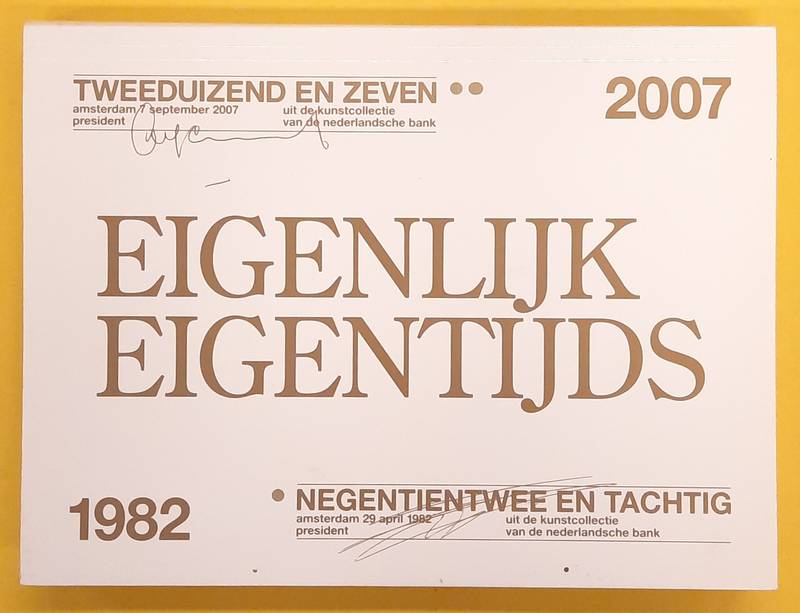 TWEEDUIZEND EN ZEVEN
amsterdam 7 september 2007
president
uit de kunstcollectie
van de nederlandsche bank
2007
EIGENLIJK
EIGENTIJDS
1982
NEGENTIENTWEE EN TACHTIG
amsterdam 29 april 1982
president
uit de kunstcollectie
van de nederlandsche bank